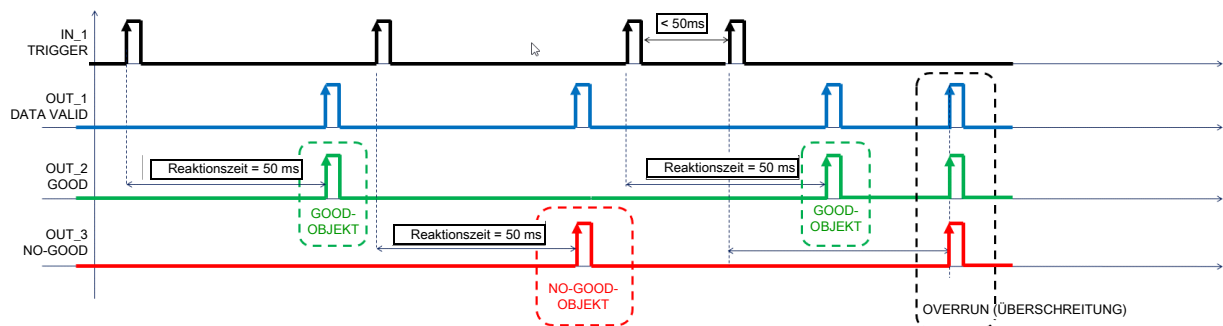 IN_1
TRIGGER
< 50ms
OUT_1
DATA VALID
OUT_2
GOOD
Reaktionszeit = 50 ms
Reaktionszeit = 50 ms
GOOD-
OBJEKT
GOOD-
OBJEKT
OUT_3
NO-GOOD
Reaktionszeit = 50 ms
NO-GOOD-
OBJEKT
OVERRUN (ÜBERSCHREITUNG)